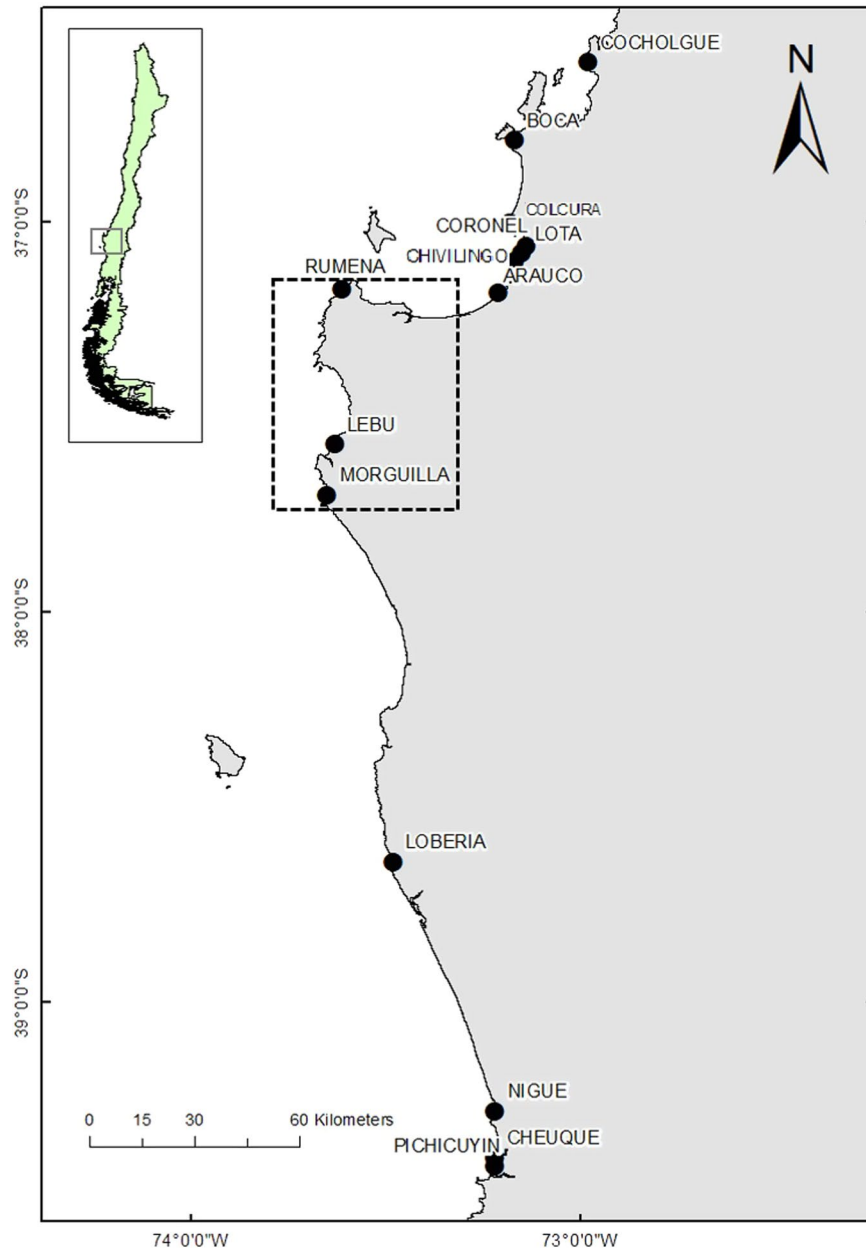 COCHOLGUE
N
BOCA
37°0'0"S
COLCURA
CORONEL
LOTA
CHIVILINGO
RUMENA
ARAUCO
LEBU
MORGUILLA
38°0'0"S
LOBERIA
39°0'0"S
NIGUE
0 15 30 60 Kilometers
PICHICUYIN
CHEUQUE
74°0'0"W
73°0'0"W